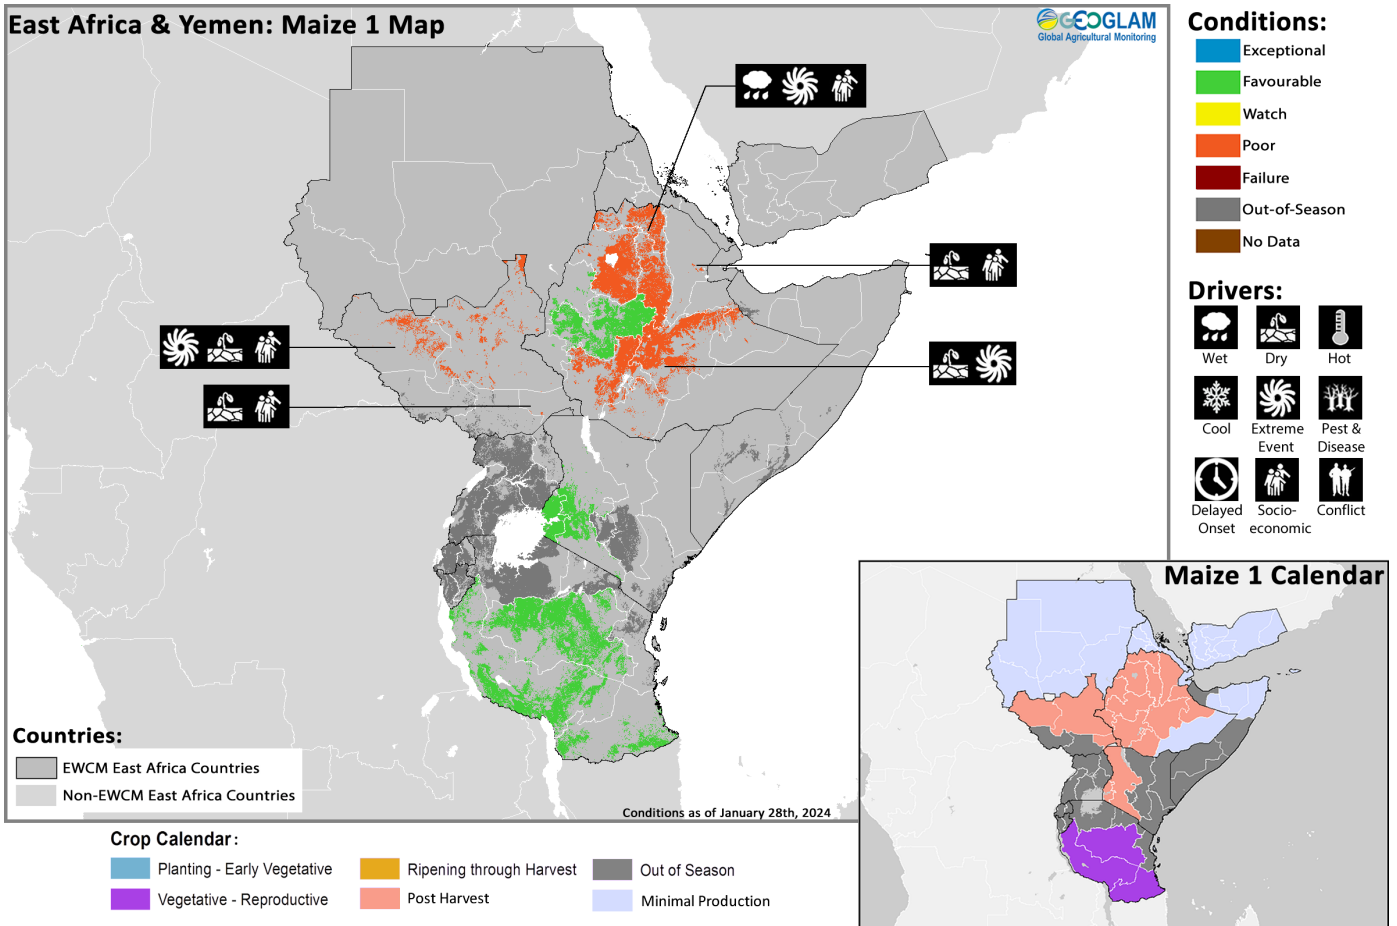 East Africa & Yemen: Maize 1 Map
GEOGLAM
Global Agricultural Monitoring
Conditions:
Exceptional
Favourable
Watch
Poor
Failure
Out-of-Season
No Data
Drivers:
Wet
Dry
Hot
Cool
Extreme
Event
Pest &
Disease
Delayed
Onset
Socio-
economic
Conflict
Countries:
EWCM East Africa Countries
Non-EWCM East Africa Countries
Conditions as of January 28th, 2024
Maize 1 Calendar
Crop Calendar:
Planting - Early Vegetative
Ripening through Harvest
Out of Season
Vegetative - Reproductive
Post Harvest
Minimal Production